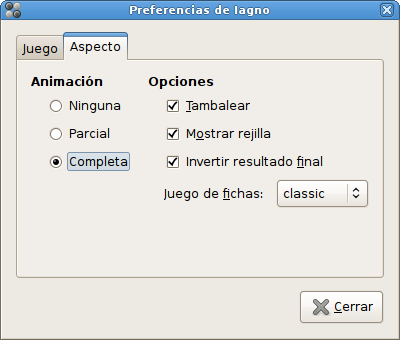 Preferencias de Iagno
Juego
Aspecto
Animación
Opciones
Ninguna
Tambalear
Parcial
Mostrar rejilla
Completa
Invertir resultado final
Juego de fichas:
classic
Cerrar